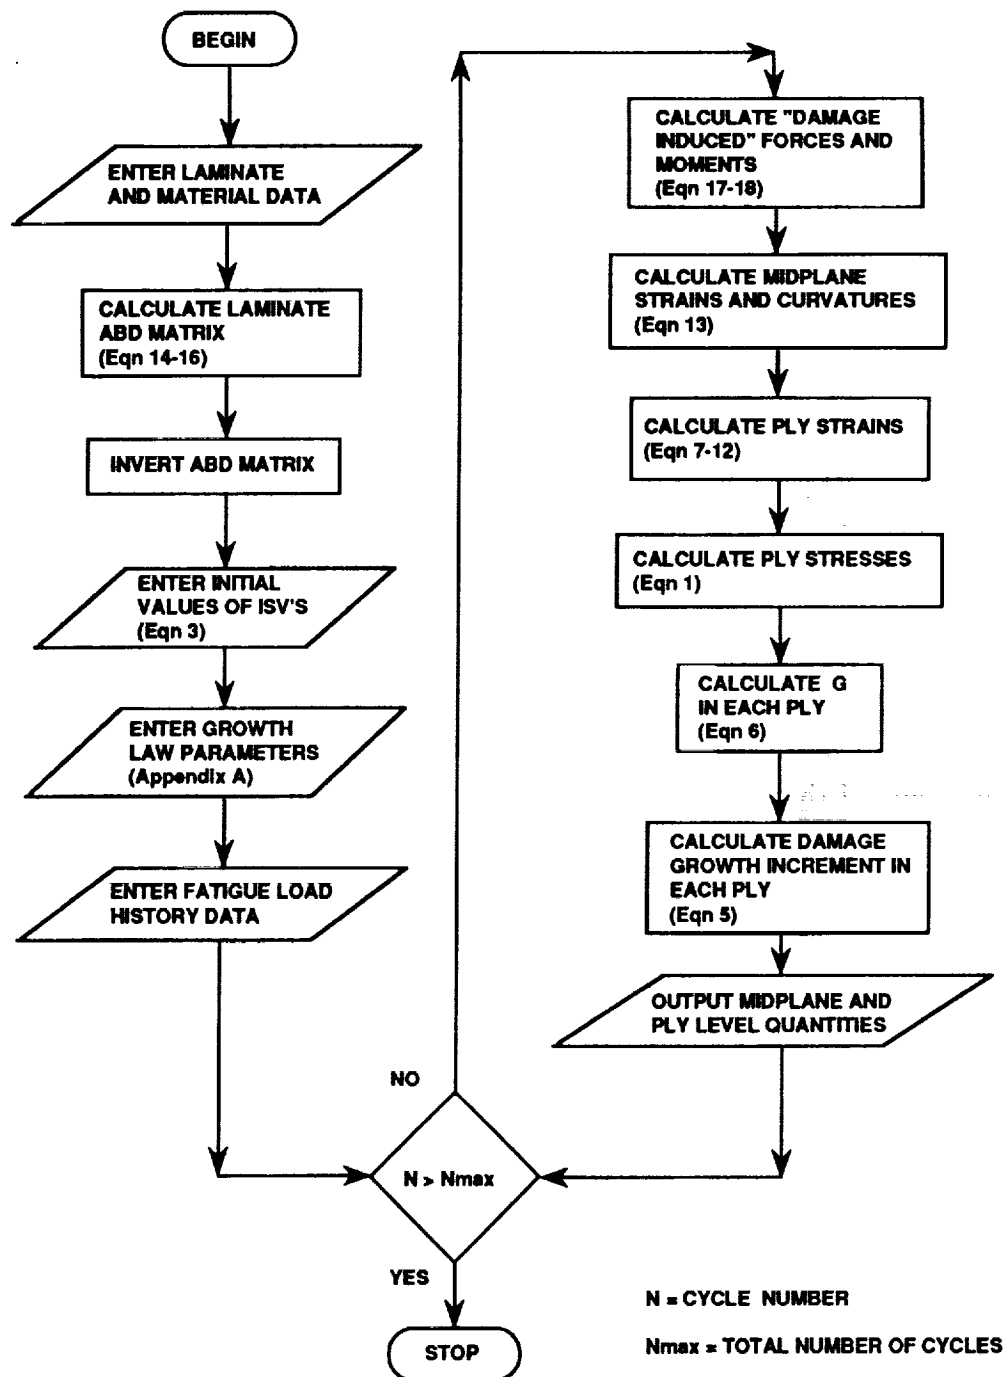 BEGIN
ENTER LAMINATE
AND MATERIAL DATA
CALCULATE LAMINATE
ABD MATRIX
(Eqn 14-16)
INVERT ABD MATRIX
ENTER INITIAL
VALUES OF ISV'S
(Eqn 3)
ENTER GROWTH
LAW PARAMETERS
(Appendix A)
ENTER FATIGUE LOAD
HISTORY DATA
NO
N > Nmax
YES
STOP
CALCULATE "DAMAGE
INDUCED" FORCES AND
MOMENTS
(Eqn 17-18)
CALCULATE MIDPLANE
STRAINS AND CURVATURES
(Eqn 13)
CALCULATE PLY STRAINS
(Eqn 7-12)
CALCULATE PLY STRESSES
(Eqn 1)
CALCULATE G
IN EACH PLY
(Eqn 6)
CALCULATE DAMAGE
GROWTH INCREMENT IN
EACH PLY
(Eqn 5)
OUTPUT MIDPLANE AND
PLY LEVEL QUANTITIES
N = CYCLE NUMBER
Nmax = TOTAL NUMBER OF CYCLES